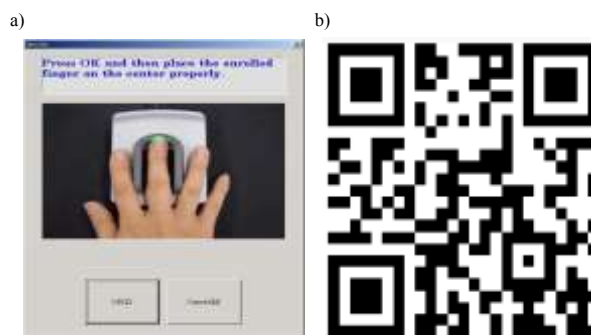 a)
b)
Press OK and then place the enrolled
finger on the center properly.